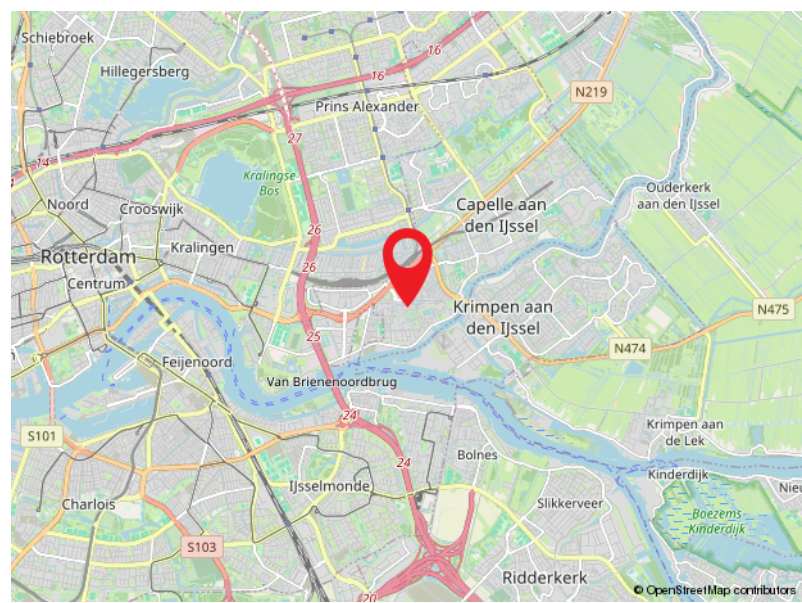 Schiebroek
16
Hillegersberg
16
N219
Prins Alexander
27
14
Kralingse
Bos
Ouderkerk
aan den IJssel
Noord
Crooswijk
Capelle aan
den IJssel
26
Kralingen
Rotterdam
26
Centrum
Krimpen aan
den IJssel
N475
25
N474
Feijenoord
Van Brienenoordbrug
24
Krimpen aan
de Lek
S101
24
Bolnes
Kinderdijk
IJsselmonde
Charlois
Slikkerveer
Boezems
Kinderdijk
S103
Ridderkerk
20
© OpenStreetMap contributors